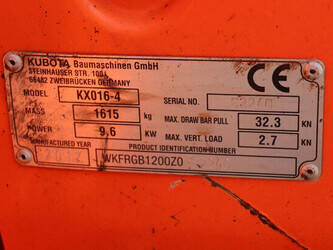 KUBOTA Baumaschinen GmbH
STEINHAUSER STR. 100
66482 ZWEIBRÜCKEN GERMANY
CE
MODEL KX016-4
SERIAL NO.
MASS 1615 kg
MAX. DRAW BAR PULL 32.3 KN
POWER 9,6 kW
MAX. VERT. LOAD 2.7 KN
MANUFACTURED YEAR
PRODUCT IDENTIFICATION NUMBER
WKFRGB1200Z0